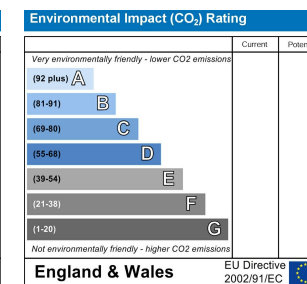 Environmental Impact (CO₂) Rating
Current
Very environmentally friendly - lower CO2 emissions
(92 plus) A
(81-91) B
(69-80) C
(55-68) D
(39-54) E
(21-38) F
(1-20) G
Not environmentally friendly - higher CO2 emissions
England & Wales
EU Directive
2002/91/EC